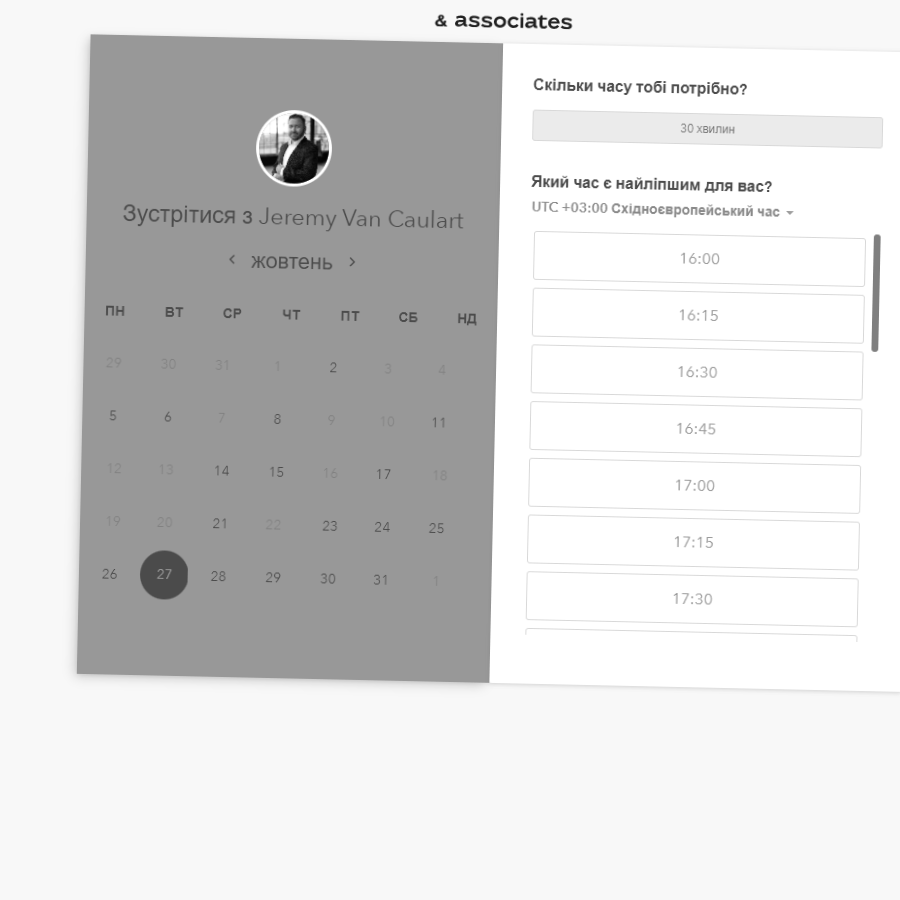 & associates
Зустрітися з Jeremy Van Caulart
жовтень
ПН ВТ СР ЧТ ПТ СБ НД
29 30 31 1 2 3 4
5 6 7 8 9 10 11
12 13 14 15 16 17 18
19 20 21 22 23 24 25
26 27 28 29 30 31 1
Скільки часу тобі потрібно?
30 хвилин
Який час є найліпшим для вас?
UTC +03:00 Східноєвропейський час
16:00
16:15
16:30
16:45
17:00
17:15
17:30